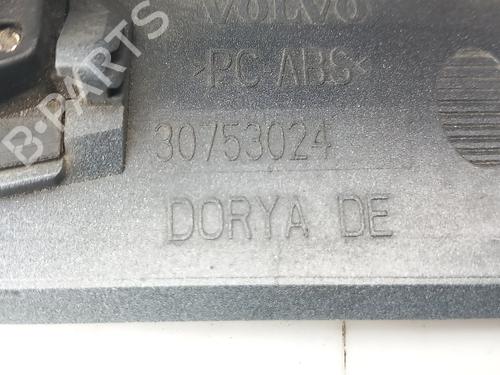 VOLVO
>PC-ABS<
30753024
DORYA DE
B-PARTS